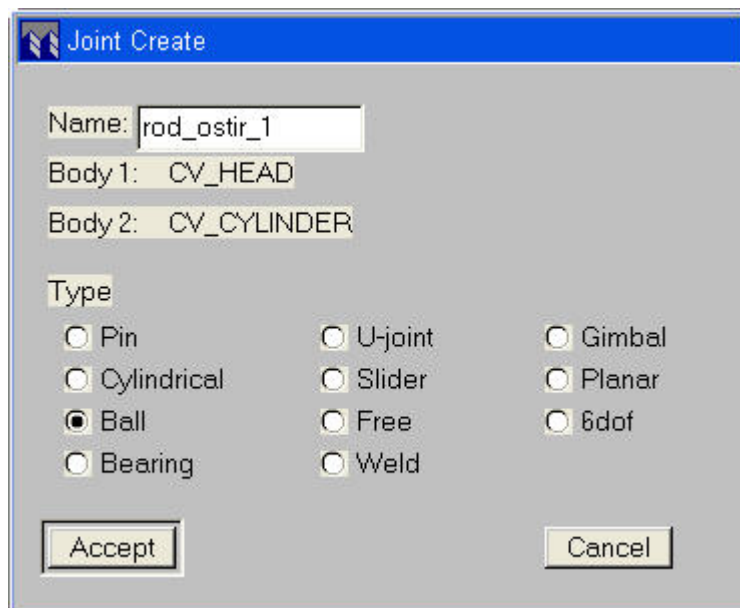 Joint Create
Name: rod_ostir_1
Body 1: CV_HEAD
Body 2: CV_CYLINDER
Type
Pin U-joint Gimbal
Cylindrical Slider Planar
Ball Free 6dof
Bearing Weld
Accept Cancel